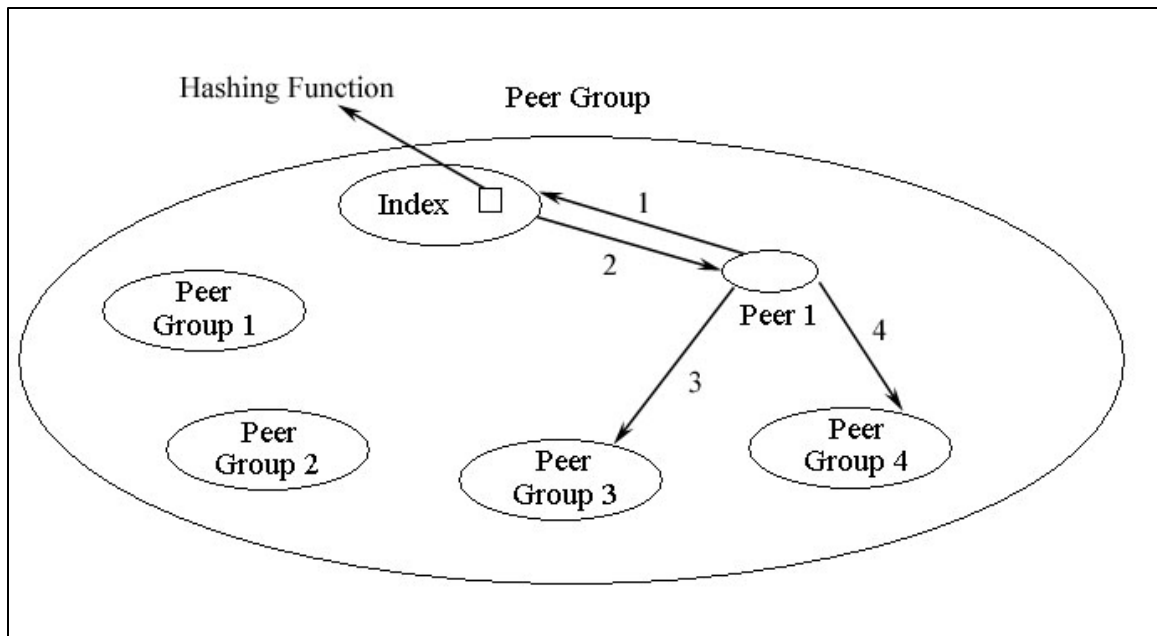 Hashing Function
Peer Group
Index
1
2
Peer 1
Peer
Group 1
3
4
Peer
Group 2
Peer
Group 3
Peer
Group 4